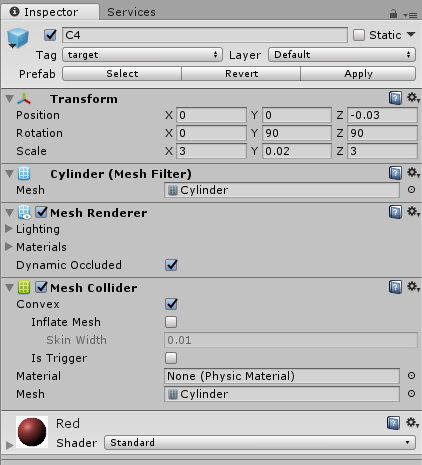 Inspector Services
C4 Static
Tag target Layer Default
Prefab Select Revert Apply
Transform
Position X 0 Y 0 Z -0.03
Rotation X 0 Y 90 Z 90
Scale X 3 Y 0.02 Z 3
Cylinder (Mesh Filter)
Mesh Cylinder
Mesh Renderer
Lighting
Materials
Dynamic Occluded
Mesh Collider
Convex
Inflate Mesh
Skin Width 0.01
Is Trigger
Material None (Physic Material)
Mesh Cylinder
Red
Shader Standard